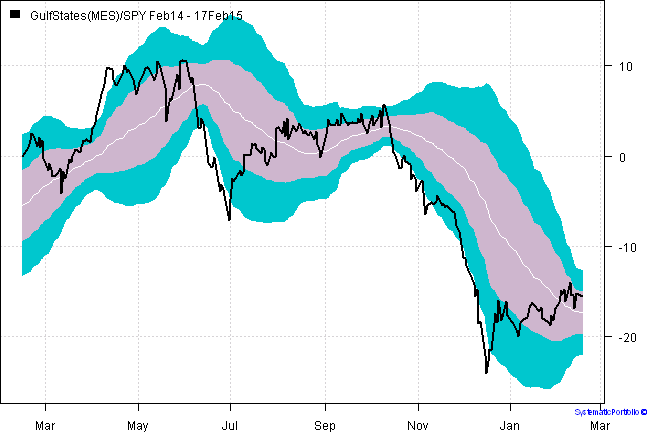 GulfStates(MES)/SPY Feb14 - 17Feb15
10
0
-10
-20
Mar May Jul Sep Nov Jan Mar
SystematicPortfolio ©